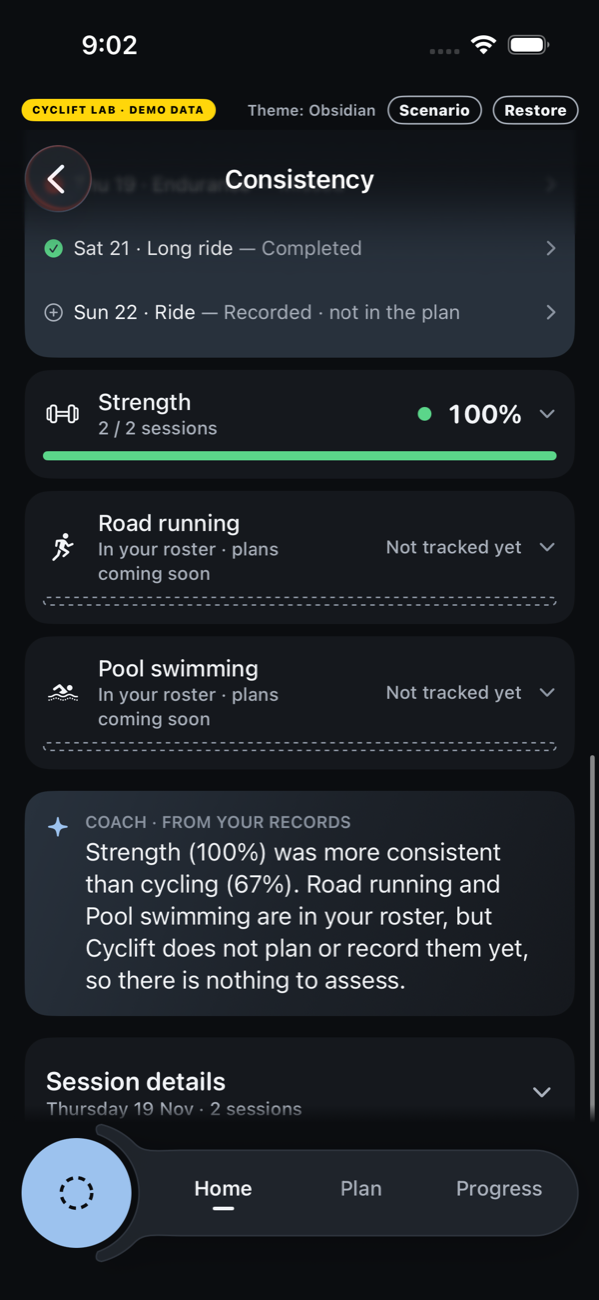 9:02
CYCLIFT LAB · DEMO DATA
Theme: Obsidian
Scenario
Restore
Consistency
Sat 21 · Long ride — Completed
Sun 22 · Ride — Recorded · not in the plan
Strength
2 / 2 sessions
100%
Road running
In your roster · plans
coming soon
Not tracked yet
Pool swimming
In your roster · plans
coming soon
Not tracked yet
COACH · FROM YOUR RECORDS
Strength (100%) was more consistent
than cycling (67%). Road running and
Pool swimming are in your roster, but
Cyclift does not plan or record them yet,
so there is nothing to assess.
Session details
Thursday 19 Nov · 2 sessions
Home
Plan
Progress